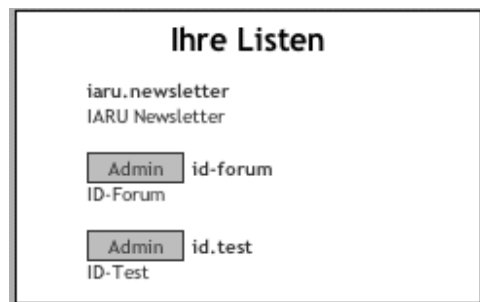 Ihre Listen
iaru.newsletter
IARU Newsletter
Admin id-forum
ID-Forum
Admin id.test
ID-Test